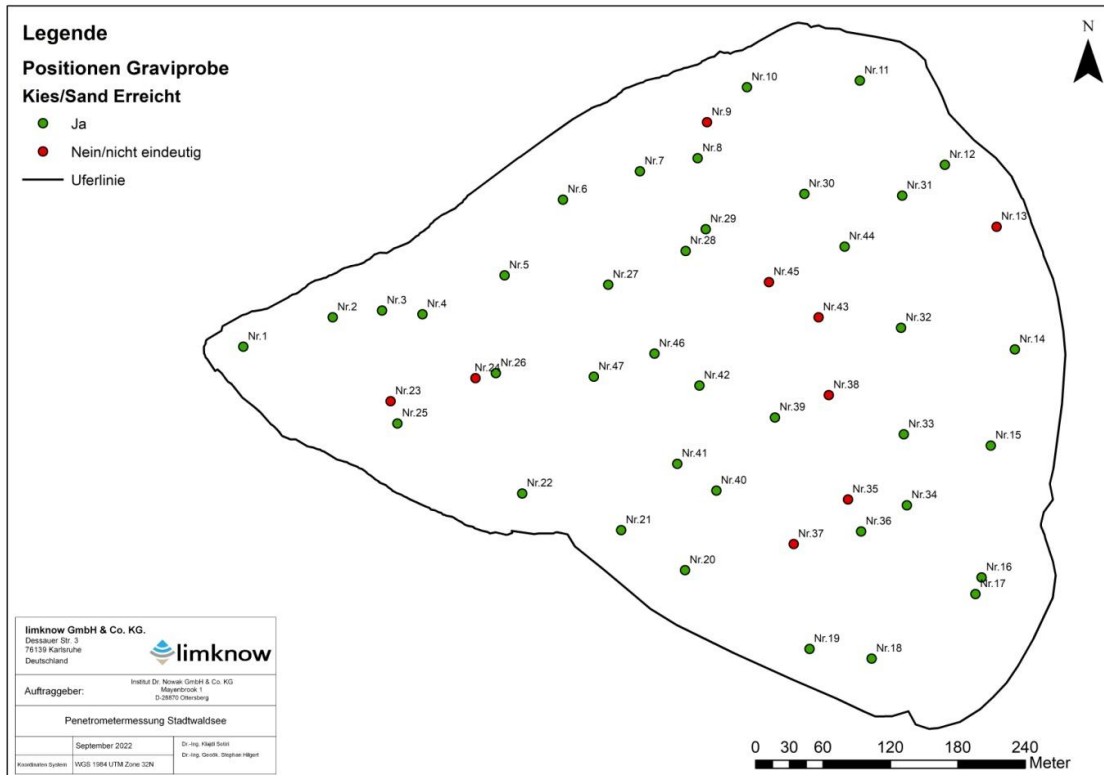 Legende
Positionen Graviprobe
Kies/Sand Erreicht
Ja
Nein/nicht eindeutig
Uferlinie
N
Nr.10
Nr.11
Nr.9
Nr.8
Nr.7
Nr.12
Nr.6
Nr.30
Nr.31
Nr.13
Nr.29
Nr.28
Nr.44
Nr.5
Nr.27
Nr.45
Nr.2
Nr.3
Nr.4
Nr.43
Nr.32
Nr.1
Nr.14
Nr.46
Nr.24
Nr.26
Nr.47
Nr.42
Nr.23
Nr.38
Nr.25
Nr.39
Nr.33
Nr.15
Nr.41
Nr.22
Nr.40
Nr.35
Nr.34
Nr.21
Nr.37
Nr.36
Nr.20
Nr.16
Nr.17
Nr.19
Nr.18
limknow GmbH & Co. KG.
Dessauer Str. 3
76139 Karlsruhe
Deutschland
limknow
Auftraggeber:
Institut Dr. Nowak GmbH & Co. KG
Mayenbrook 1
D-28870 Ottersberg
Penetrometermessung Stadtwaldsee
September 2022
Dr.-Ing.
Dr.-Ing. Geoök. Stephan Hilgert
Koordinaten System
WGS 1984 UTM Zone 32N
0 30 60 120 180 240
Meter